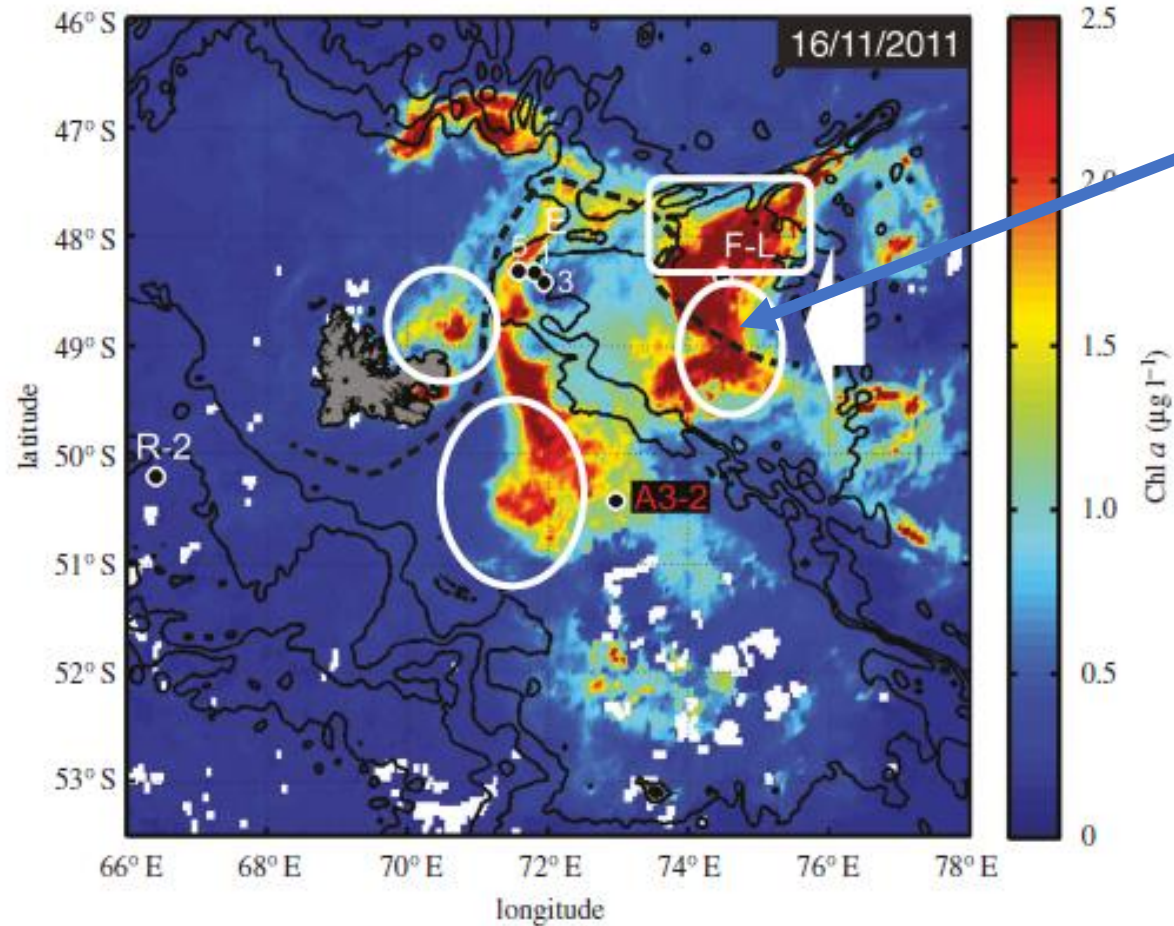 46° S
47° S
48° S
49° S
50° S
51° S
52° S
53° S
latitude
66° E
68° E
70° E
72° E
74° E
76° E
78° E
longitude
16/11/2011
E
5
1
3
F-L
R-2
A3-2
2.5
2.0
1.5
1.0
0.5
0
Chl a (µg l⁻¹)